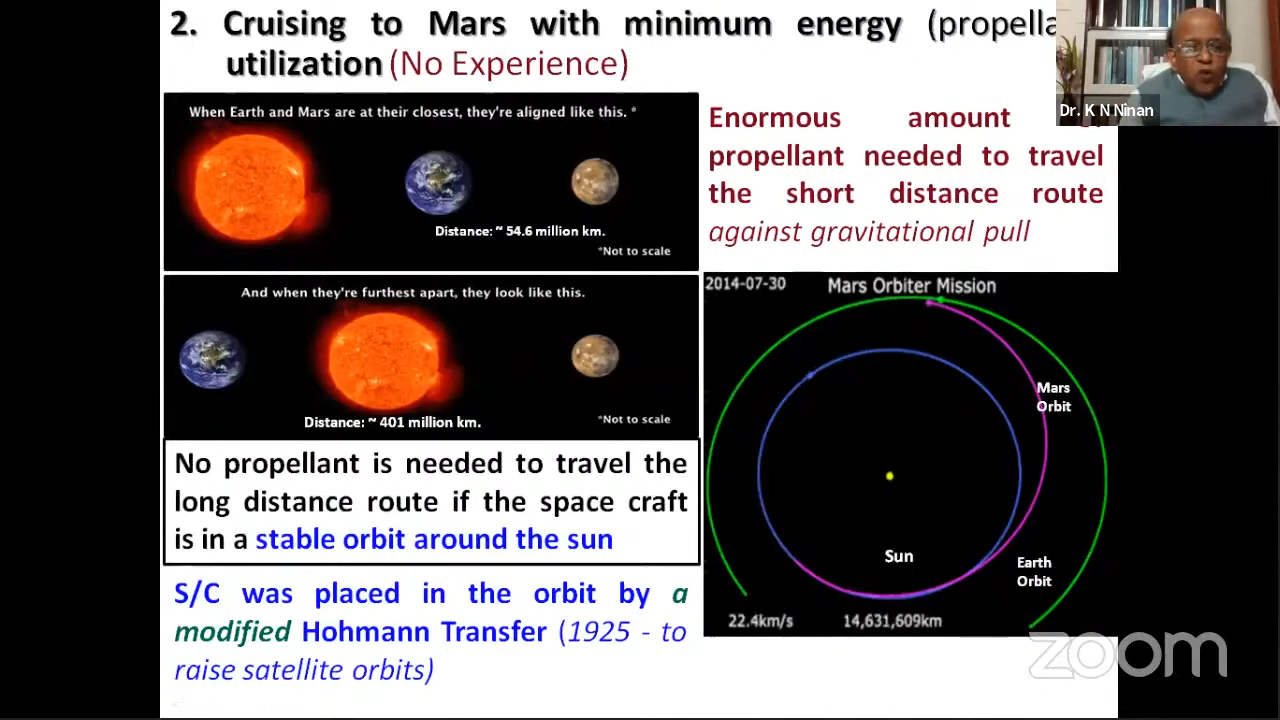 2. Cruising to Mars with minimum energy
utilization (No Experience)
When Earth and Mars are at their closest, they're aligned like this. *
Distance: ~ 54.6 million km.
*Not to scale
And when they're furthest apart, they look like this.
Distance: ~ 401 million km.
*Not to scale
No propellant is needed to travel the
long distance route if the space craft
is in a stable orbit around the sun
S/C was placed in the orbit by a
modified Hohmann Transfer (1925 - to
raise satellite orbits)
Dr. K N Ninan
Enormous amount
propellant needed to travel
the short distance route
against gravitational pull
2014-07-30
Mars Orbiter Mission
Mars
Orbit
Sun
Earth
Orbit
22.4km/s
14,631,609km
zoom